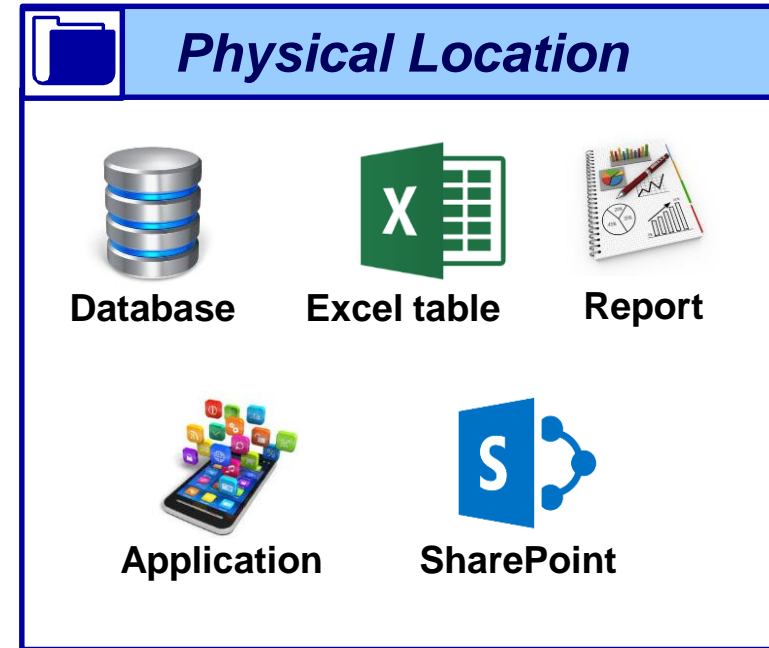 Physical Location
X
Database
Excel table
Report
S
Application
SharePoint